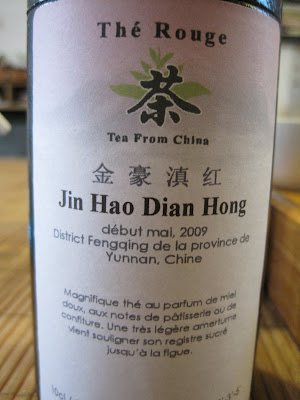 Thé Rouge
茶
Tea From China
金豪滇红
Jin Hao Dian Hong
début mai, 2009
District Fengqing de la province de
Yunnan, Chine
Magnifique thé au parfum de miel
doux, aux notes de pâtisserie ou de
confiture. Une très légère amertume
vient souligner son registre sucré
jusqu'à la figue.